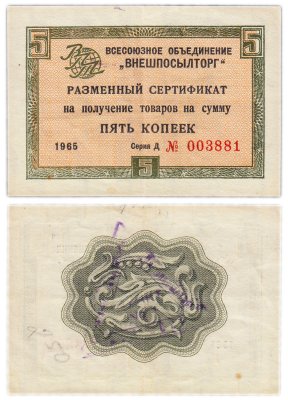 5 5
ВСЕСОЮЗНОЕ ОБЪЕДИНЕНИЕ
„ВНЕШПОСЫЛТОРГ"
РАЗМЕННЫЙ СЕРТИФИКАТ
на получение товаров на сумму
ПЯТЬ КОПЕЕК
1965 Серия Д № 003881
5